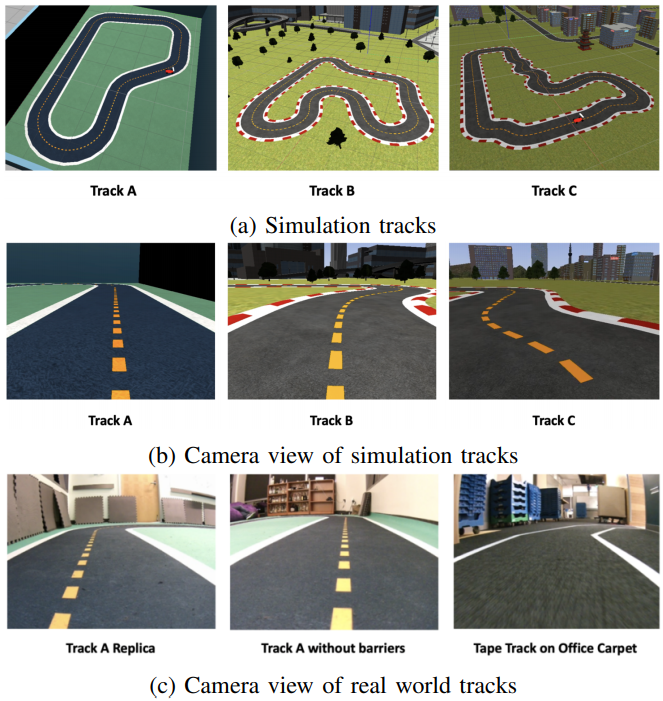 Track A
Track B
Track C
(a) Simulation tracks
Track A
Track B
Track C
(b) Camera view of simulation tracks
Track A Replica
Track A without barriers
Tape Track on Office Carpet
(c) Camera view of real world tracks